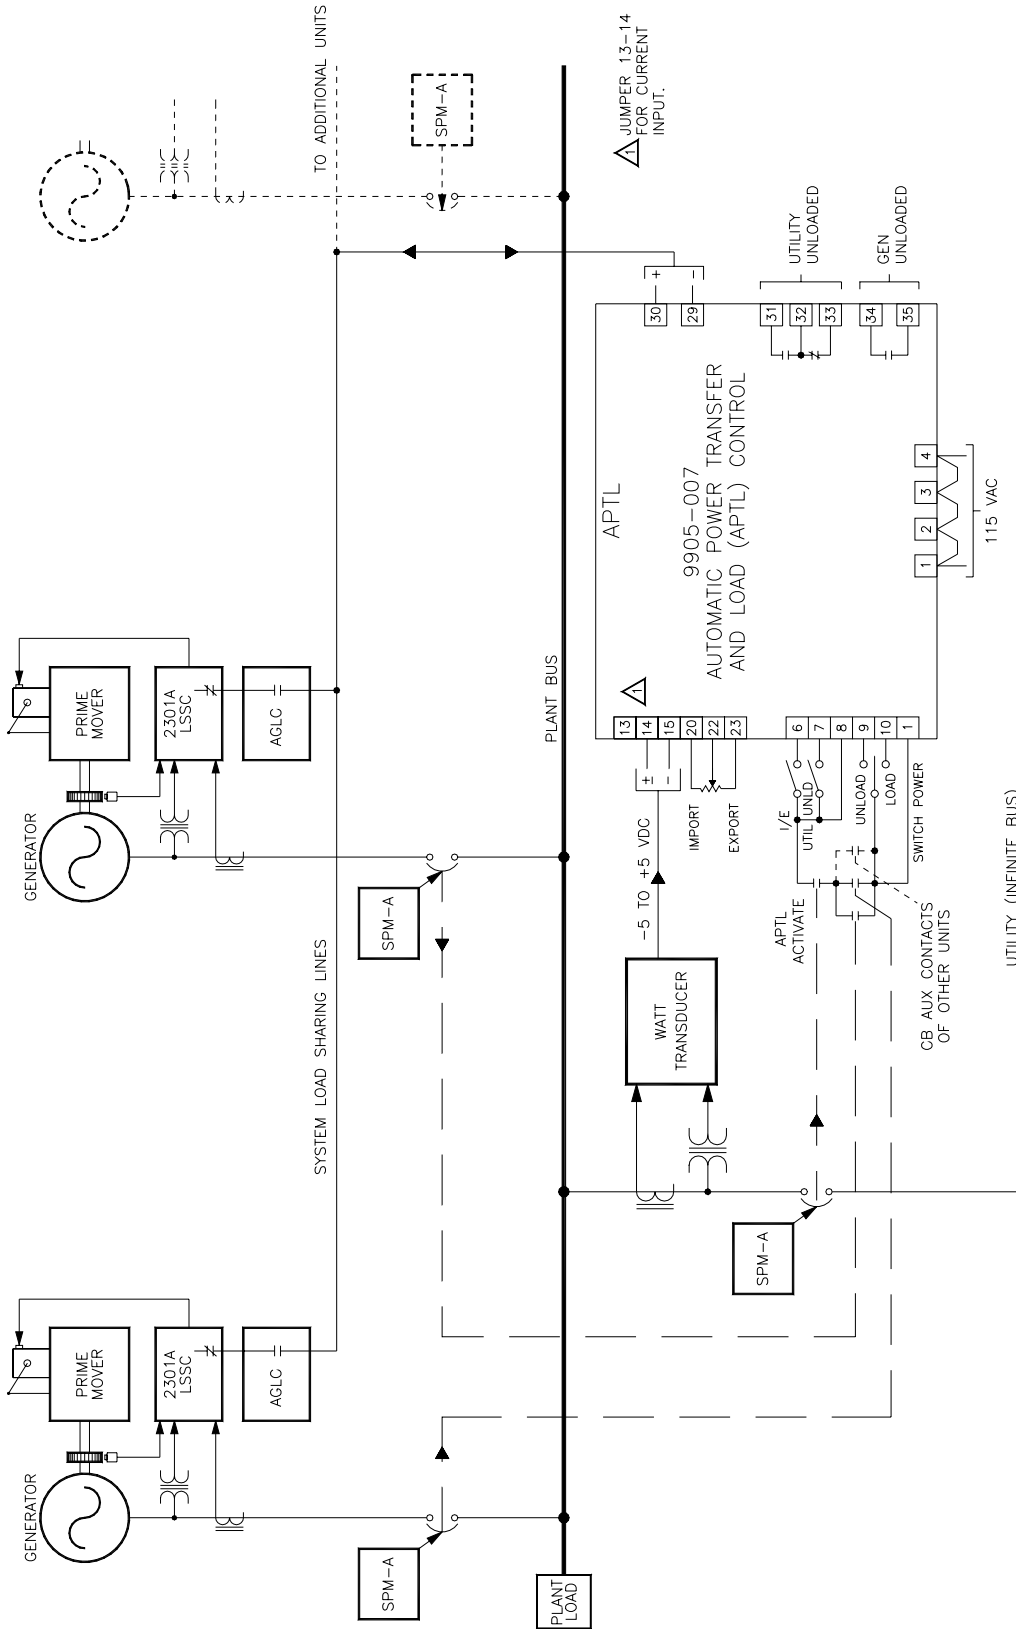 GENERATOR
PRIME
MOVER
2301A
LSSC
AGLC
SPM-A
PLANT
LOAD
SYSTEM LOAD SHARING LINES
GENERATOR
PRIME
MOVER
2301A
LSSC
AGLC
SPM-A
PLANT BUS
TO ADDITIONAL UNITS
SPM-A
1
JUMPER 13-14
FOR CURRENT
INPUT.
SPM-A
WATT
TRANSDUCER
-5 TO +5 VDC
±
-
IMPORT
EXPORT
13
14
15
20
22
23
1
APTL
9905-007
AUTOMATIC POWER TRANSFER
AND LOAD (APTL) CONTROL
30
29
+
-
31
32
33
UTILITY
UNLOADED
34
35
GEN
UNLOADED
I/E
UTIL UNLD
UNLOAD
LOAD
SWITCH POWER
6
7
8
9
10
1
APTL
ACTIVATE
CB AUX CONTACTS
OF OTHER UNITS
1
2
3
4
115 VAC
UTILITY (INFINITE BUS)